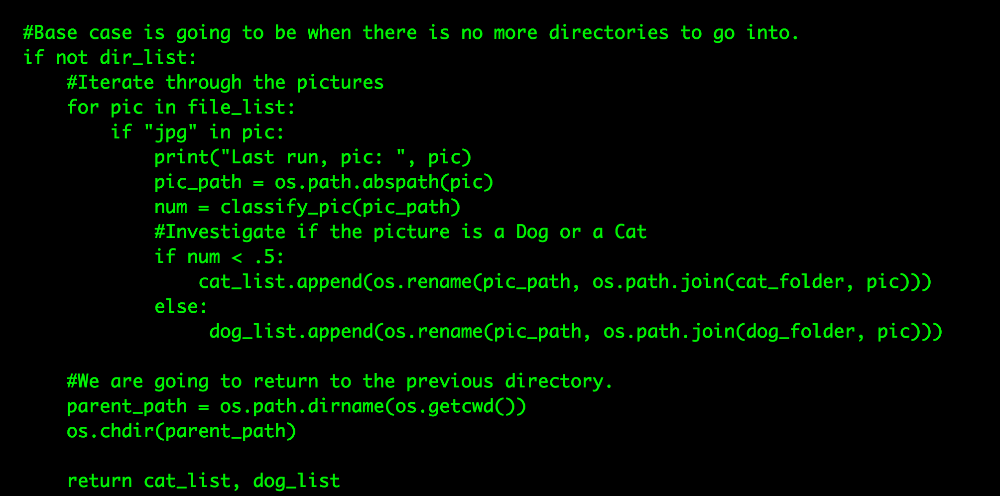 #Base case is going to be when there is no more directories to go into.
if not dir_list:
    #Iterate through the pictures
    for pic in file_list:
        if "jpg" in pic:
            print("Last run, pic: ", pic)
            pic_path = os.path.abspath(pic)
            num = classify_pic(pic_path)
            #Investigate if the picture is a Dog or a Cat
            if num < .5:
                cat_list.append(os.rename(pic_path, os.path.join(cat_folder, pic)))
            else:
                 dog_list.append(os.rename(pic_path, os.path.join(dog_folder, pic)))

    #We are going to return to the previous directory.
    parent_path = os.path.dirname(os.getcwd())
    os.chdir(parent_path)

    return cat_list, dog_list